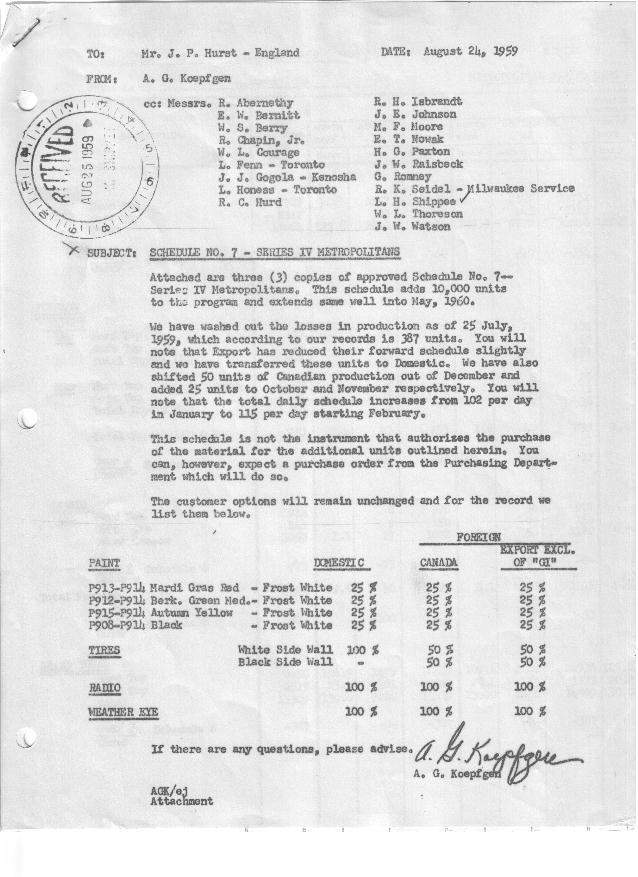 TO: Mr. J. P. Hurst - England DATE: August 24, 1959
FROM: A. G. Koepfgen
cc: Messrs. R. Abernethy R. H. Isbrandt
E. W. Bernitt J. E. Johnson
W. S. Berry M. F. Moore
R. Chapin, Jr. E. T. Nowak
W. L. Courage H. G. Paxton
L. Fenn - Toronto J. W. Raisbeck
J. J. Gogola - Kenosha G. Romney
L. Honess - Toronto R. K. Seidel - Milwaukee Service
R. C. Hurd L. H. Shippee
W. L. Thoreson
J. W. Watson
RECEIVED
AUG 25 1959
SUBJECT: SCHEDULE NO. 7 - SERIES IV METROPOLITANS
Attached are three (3) copies of approved Schedule No. 7--
Series IV Metropolitans. This schedule adds 10,000 units
to the program and extends same well into May, 1960.
We have washed out the losses in production as of 25 July,
1959, which according to our records is 387 units. You will
note that Export has reduced their forward schedule slightly
and we have transferred these units to Domestic. We have also
shifted 50 units of Canadian production out of December and
added 25 units to October and November respectively. You will
note that the total daily schedule increases from 102 per day
in January to 115 per day starting February.
This schedule is not the instrument that authorizes the purchase
of the material for the additional units outlined herein. You
can, however, expect a purchase order from the Purchasing Depart-
ment which will do so.
The customer options will remain unchanged and for the record we
list them below.
FOREIGN
EXPORT EXCL.
PAINT DOMESTIC CANADA OF "GI"
P913-P914 Mardi Gras Red - Frost White 25 % 25 % 25 %
P912-P914 Berk. Green Med.- Frost White 25 % 25 % 25 %
P915-P914 Autumn Yellow - Frost White 25 % 25 % 25 %
P908-P914 Black - Frost White 25 % 25 % 25 %
TIRES White Side Wall 100 % 50 % 50 %
Black Side Wall - 50 % 50 %
RADIO 100 % 100 % 100 %
WEATHER EYE 100 % 100 % 100 %
If there are any questions, please advise.
A. G. Koepfgen
A. G. Koepfgen
AGK/ej
Attachment